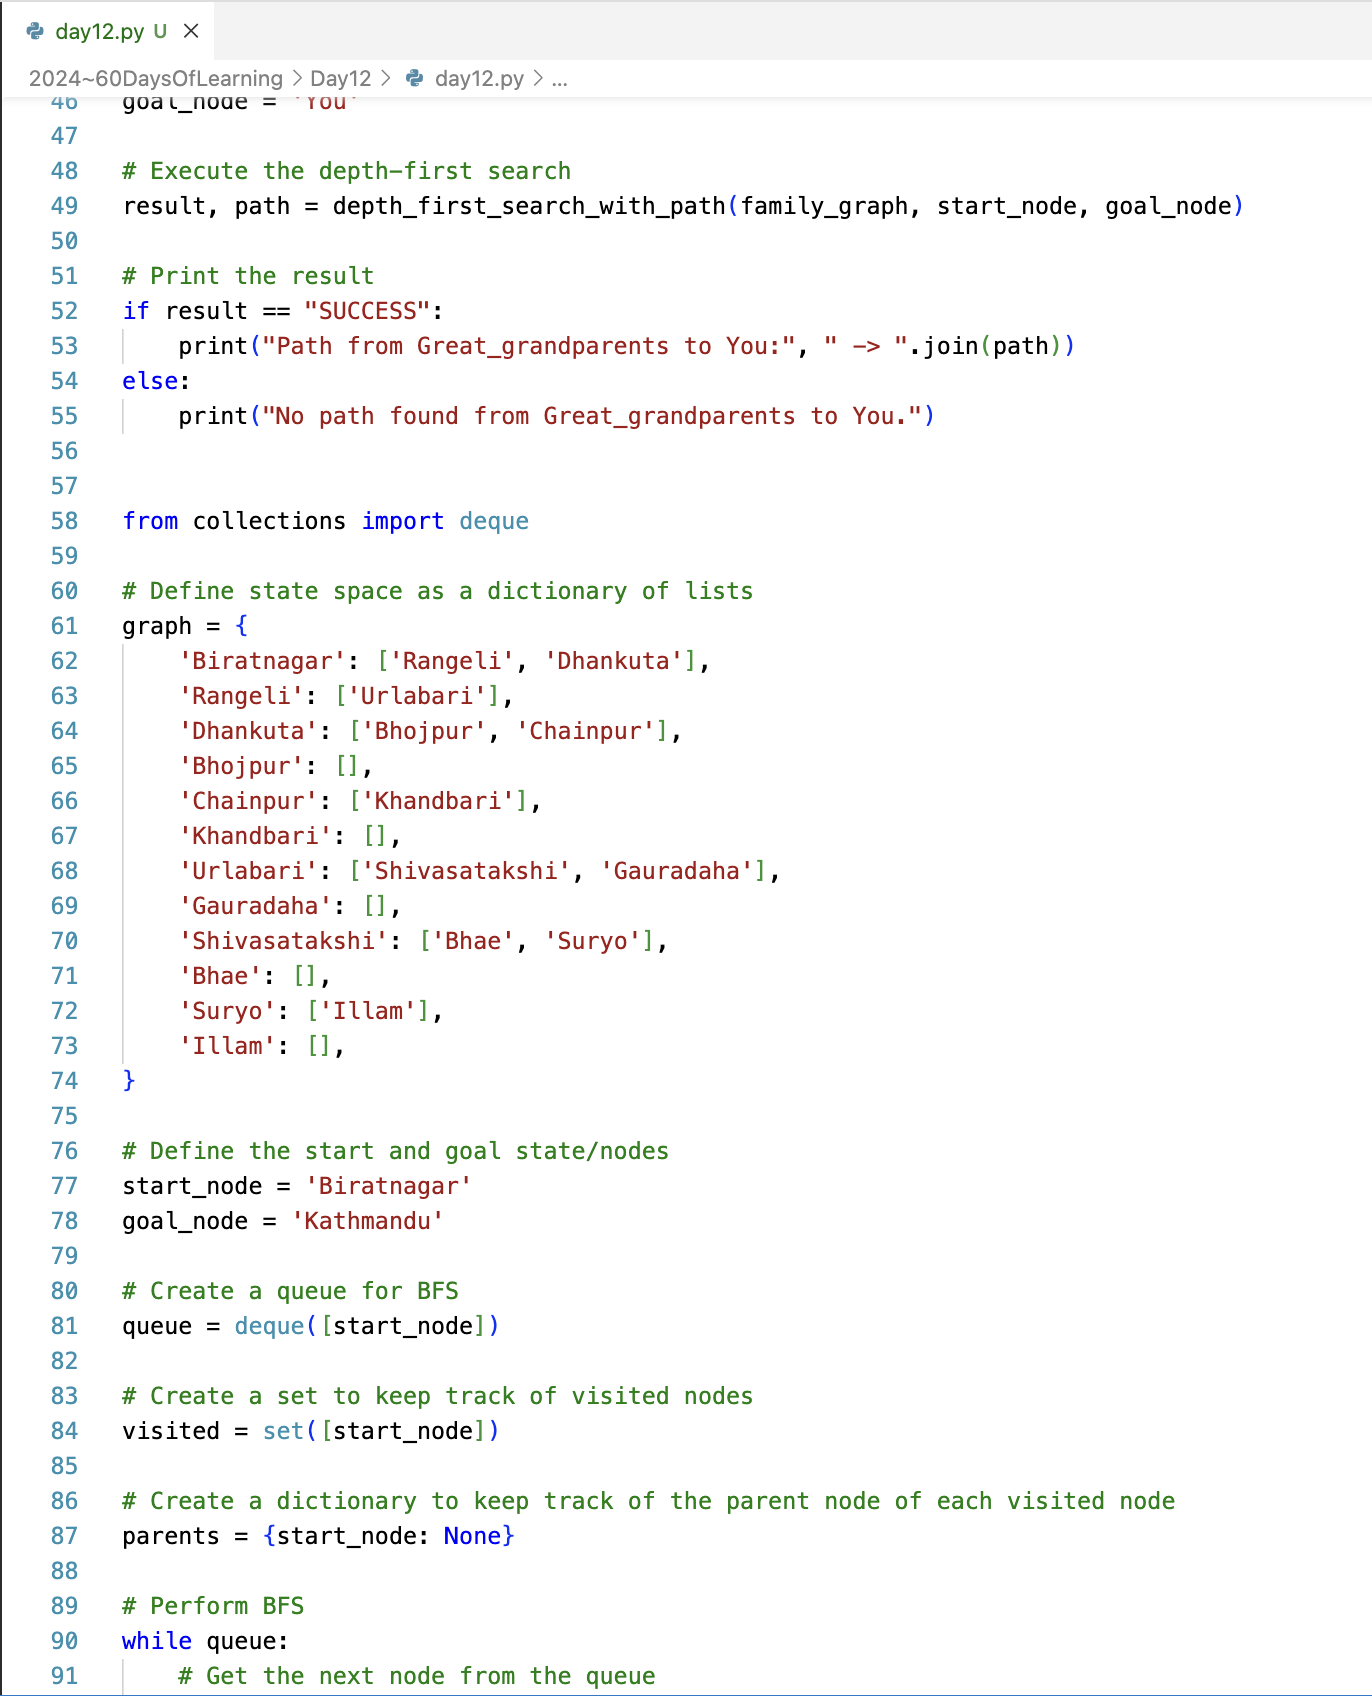 day12.py U ×
2024~60DaysOfLearning > Day12 > day12.py > ...
46 goal_node = 'You'
47
48 # Execute the depth-first search
49 result, path = depth_first_search_with_path(family_graph, start_node, goal_node)
50
51 # Print the result
52 if result == "SUCCESS":
53     print("Path from Great_grandparents to You:", " -> ".join(path))
54 else:
55     print("No path found from Great_grandparents to You.")
56
57
58 from collections import deque
59
60 # Define state space as a dictionary of lists
61 graph = {
62     'Biratnagar': ['Rangeli', 'Dhankuta'],
63     'Rangeli': ['Urlabari'],
64     'Dhankuta': ['Bhojpur', 'Chainpur'],
65     'Bhojpur': [],
66     'Chainpur': ['Khandbari'],
67     'Khandbari': [],
68     'Urlabari': ['Shivasatakshi', 'Gauradaha'],
69     'Gauradaha': [],
70     'Shivasatakshi': ['Bhae', 'Suryo'],
71     'Bhae': [],
72     'Suryo': ['Illam'],
73     'Illam': [],
74 }
75
76 # Define the start and goal state/nodes
77 start_node = 'Biratnagar'
78 goal_node = 'Kathmandu'
79
80 # Create a queue for BFS
81 queue = deque([start_node])
82
83 # Create a set to keep track of visited nodes
84 visited = set([start_node])
85
86 # Create a dictionary to keep track of the parent node of each visited node
87 parents = {start_node: None}
88
89 # Perform BFS
90 while queue:
91     # Get the next node from the queue